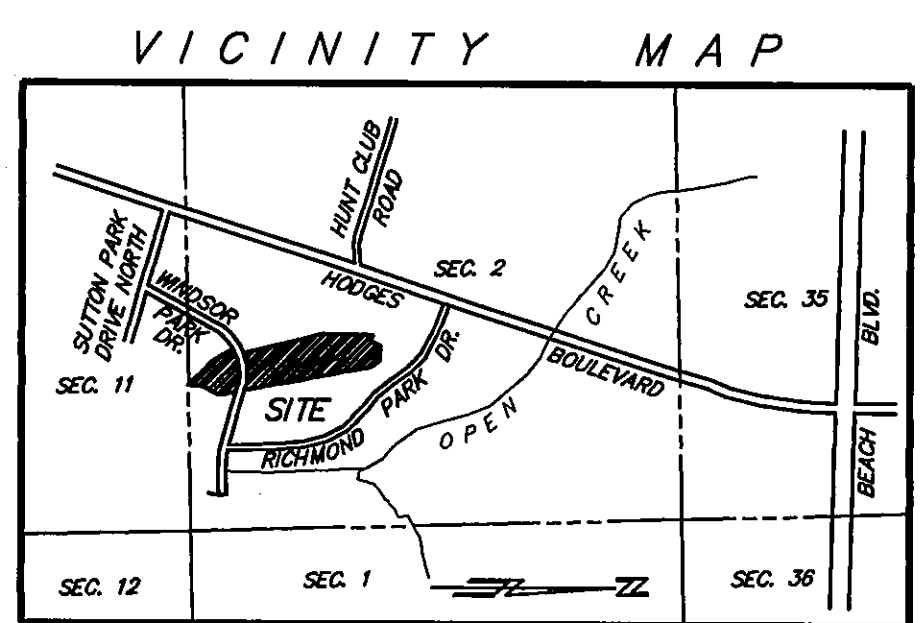 VICINITY MAP
HUNT CLUB
ROAD
SUTTON PARK
DRIVE NORTH
WINDSOR
PARK
DR.
HODGES
SEC. 2
OPEN CREEK
SEC. 35
BLVD.
BOULEVARD
SEC. 11
SITE
RICHMOND PARK DR.
BEACH
SEC. 12
SEC. 1
N
SEC. 36